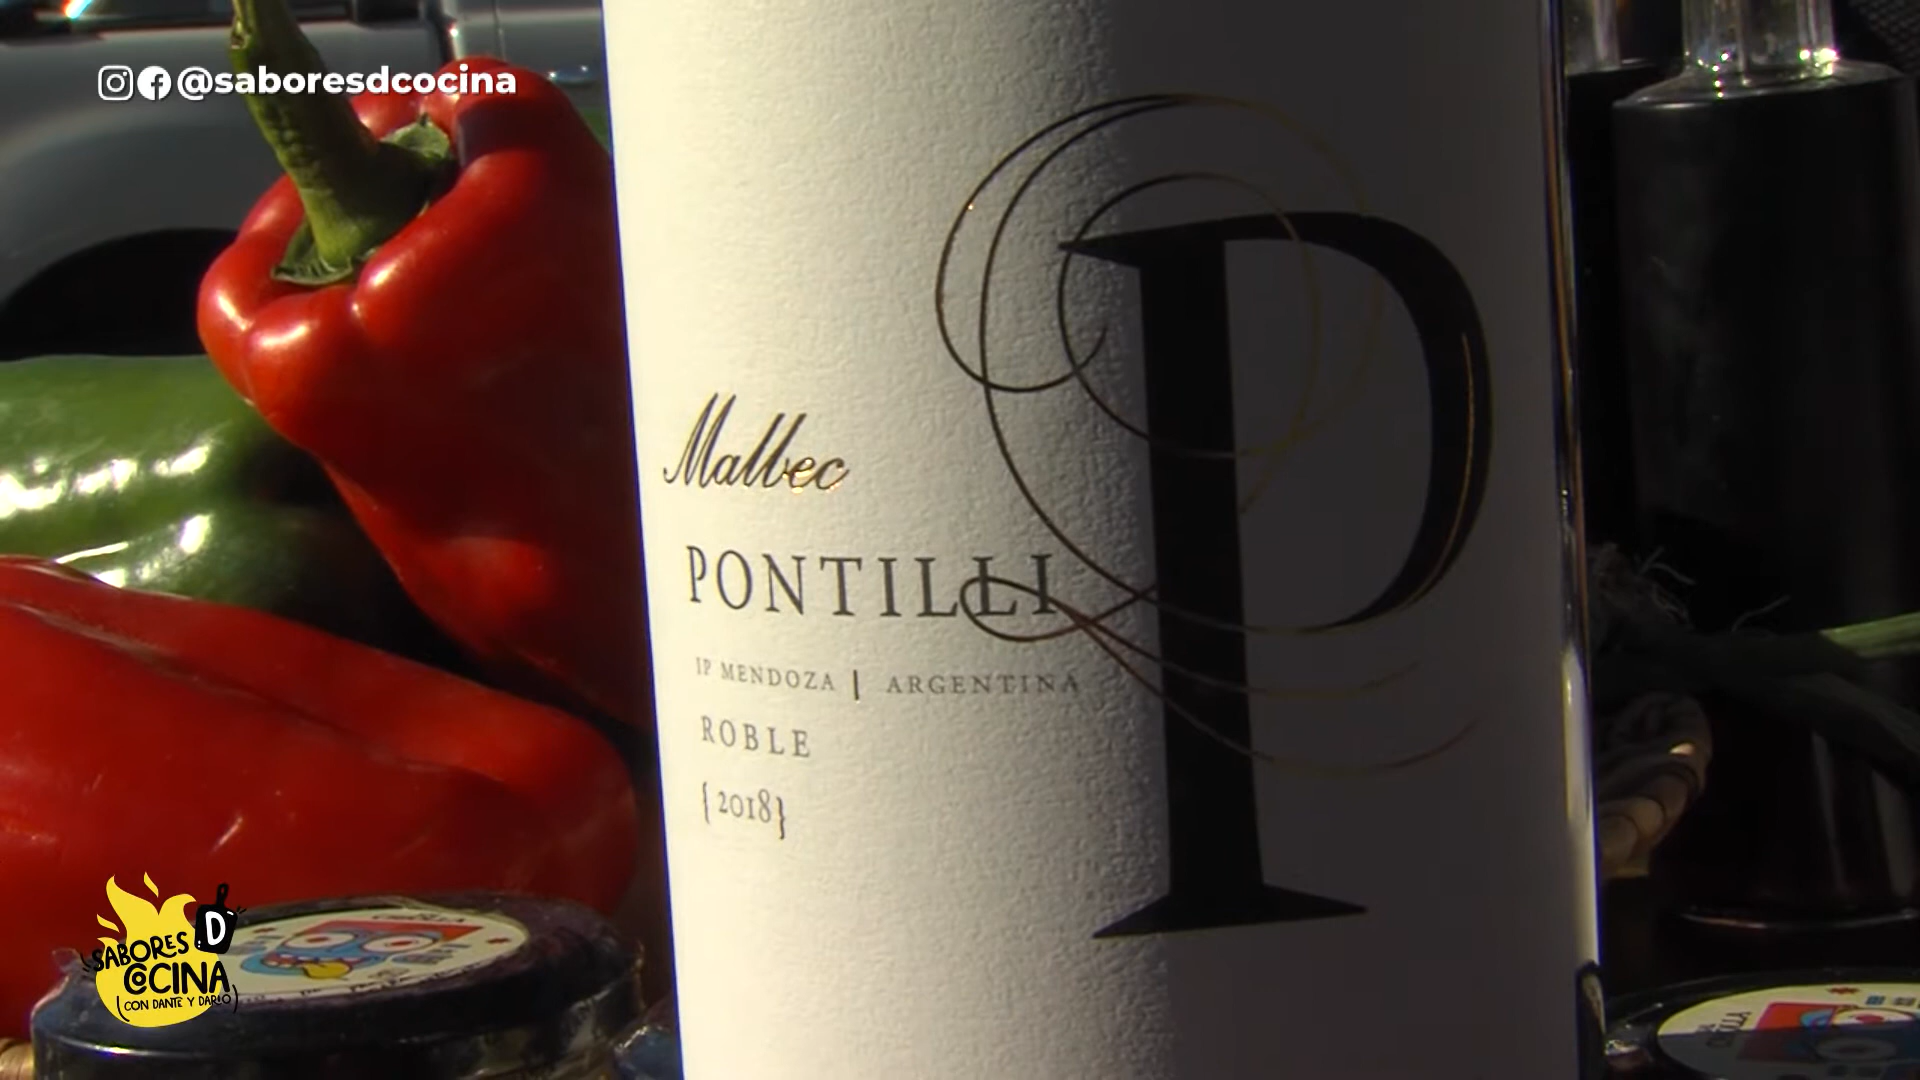 @saboresdcocina
Malbec
PONTILLI
IP MENDOZA | ARGENTINA
ROBLE
{2018}
P
SABORES D
COCINA
(CON DANTE Y DARIO)